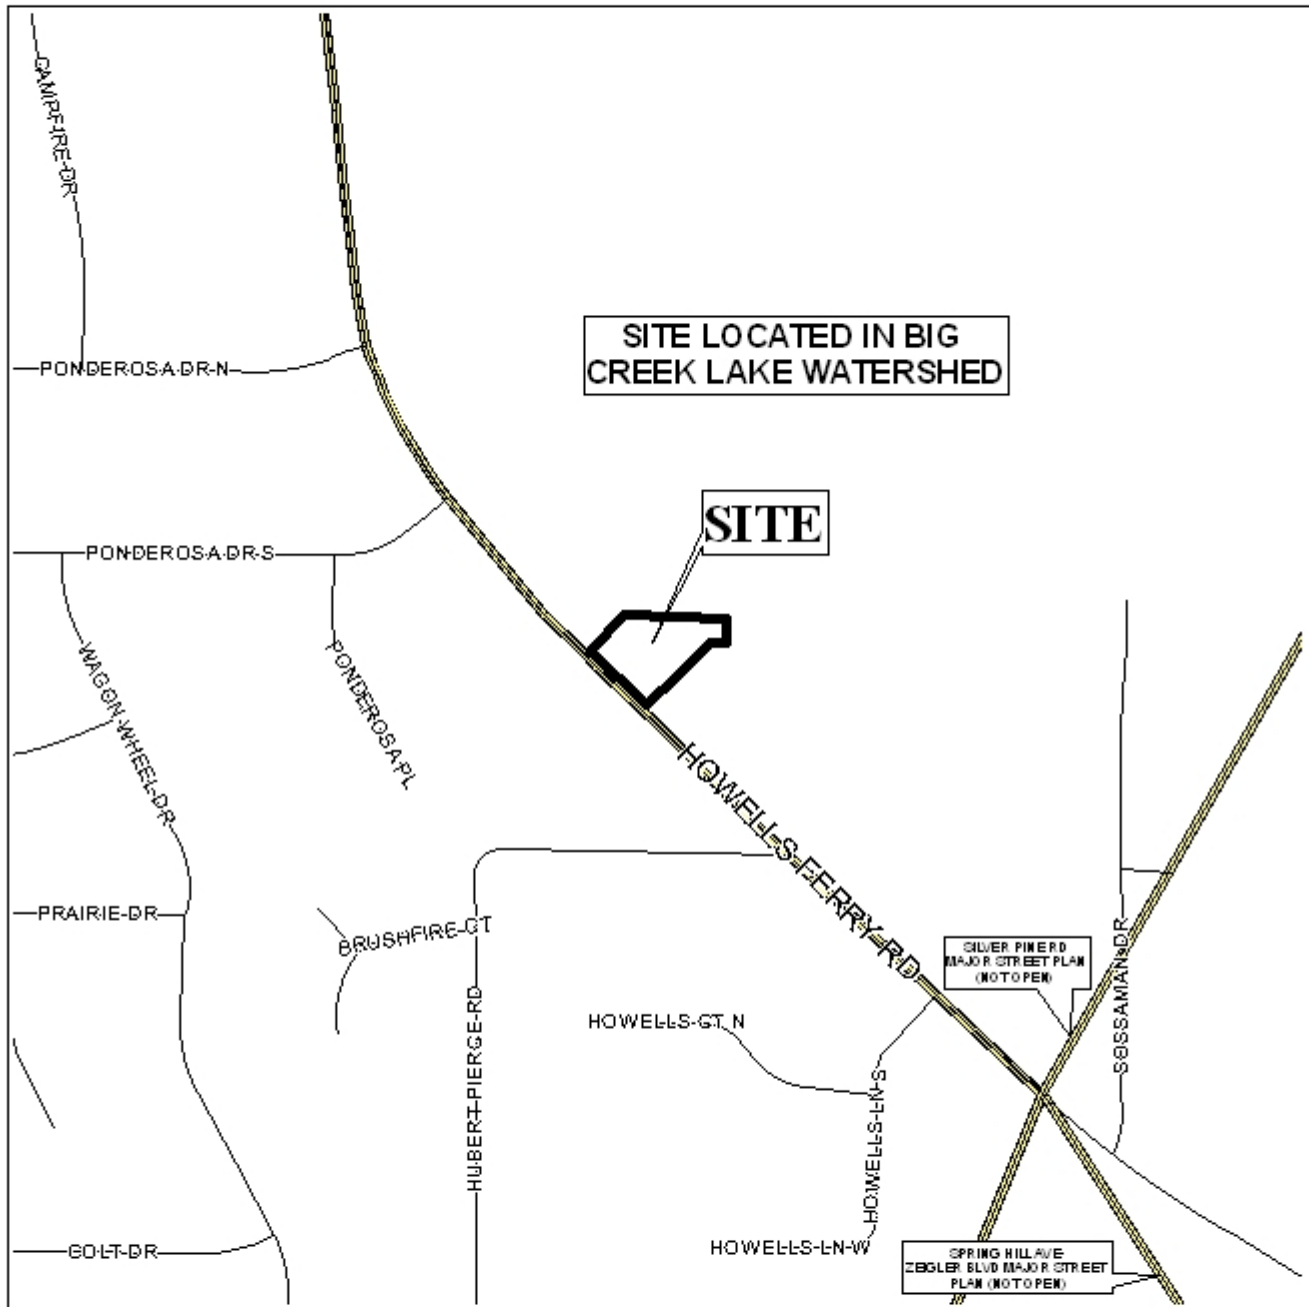 CAMPFIRE-DR
SITE LOCATED IN BIG
CREEK LAKE WATERSHED
PONDEROSA-DR-N
SITE
PONDEROSA-DR-S
WAGON-WHEEL-DR
PONDEROSA-PL
HOWELLS-FERRY-RD
PRAIRIE-DR
BRUSHFIRE-CT
SILVER PINE RD
MAJOR STREET PLAN
(NOT OPEN)
SOSSAMAN-DR
HUBERT-PIERCE-RD
HOWELLS-CT N
HOWELLS-LN-S
HOWELLS-LN-W
COLT-DR
SPRING HILL AVE-
ZEIGLER BLVD MAJOR STREET
PLAN (NOT OPEN)